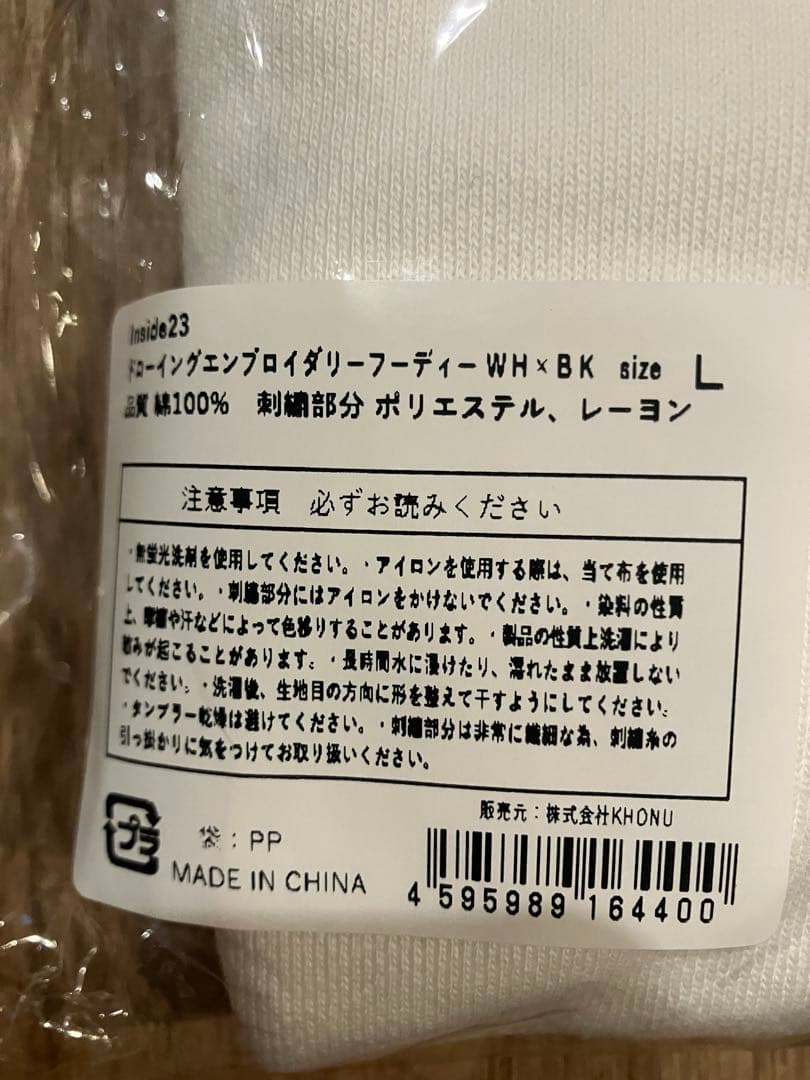 Inside23
ドローイングエンブロイダリーフーディーWH×BK size L
品質 綿100% 刺繍部分 ポリエステル、レーヨン
注意事項 必ずお読みください
・無蛍光洗剤を使用してください。・アイロンを使用する際は、当て布を使用
してください。・刺繍部分にはアイロンをかけないでください。・染料の性質
上、摩擦や汗などによって色移りすることがあります。・製品の性質上洗濯により
縮みが起こることがあります。・長時間水に浸けたり、濡れたまま放置しない
でください。・洗濯後、生地目の方向に形を整えて干すようにしてください。
・タンブラー乾燥は避けてください。・刺繍部分は非常に繊細な為、刺繍糸の
引っ掛かりに気をつけてお取り扱いください。
販売元：株式会社KHONU
プラ
袋：PP
MADE IN CHINA
4 595989 164400